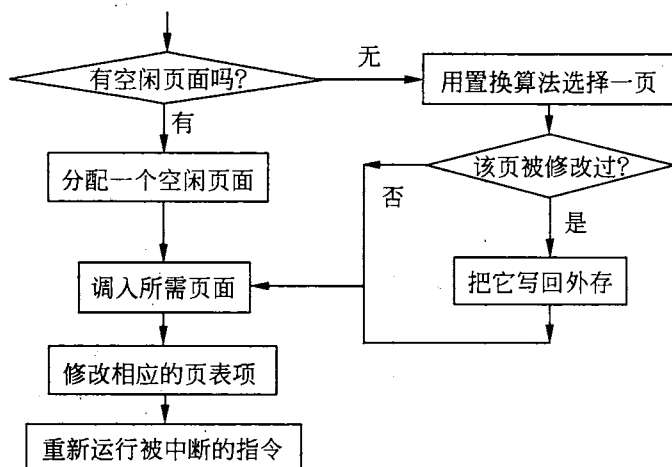 有空闲页面吗?
无
用置换算法选择一页
有
该页被修改过?
分配一个空闲页面
否
是
调入所需页面
把它写回外存
修改相应的页表项
重新运行被中断的指令